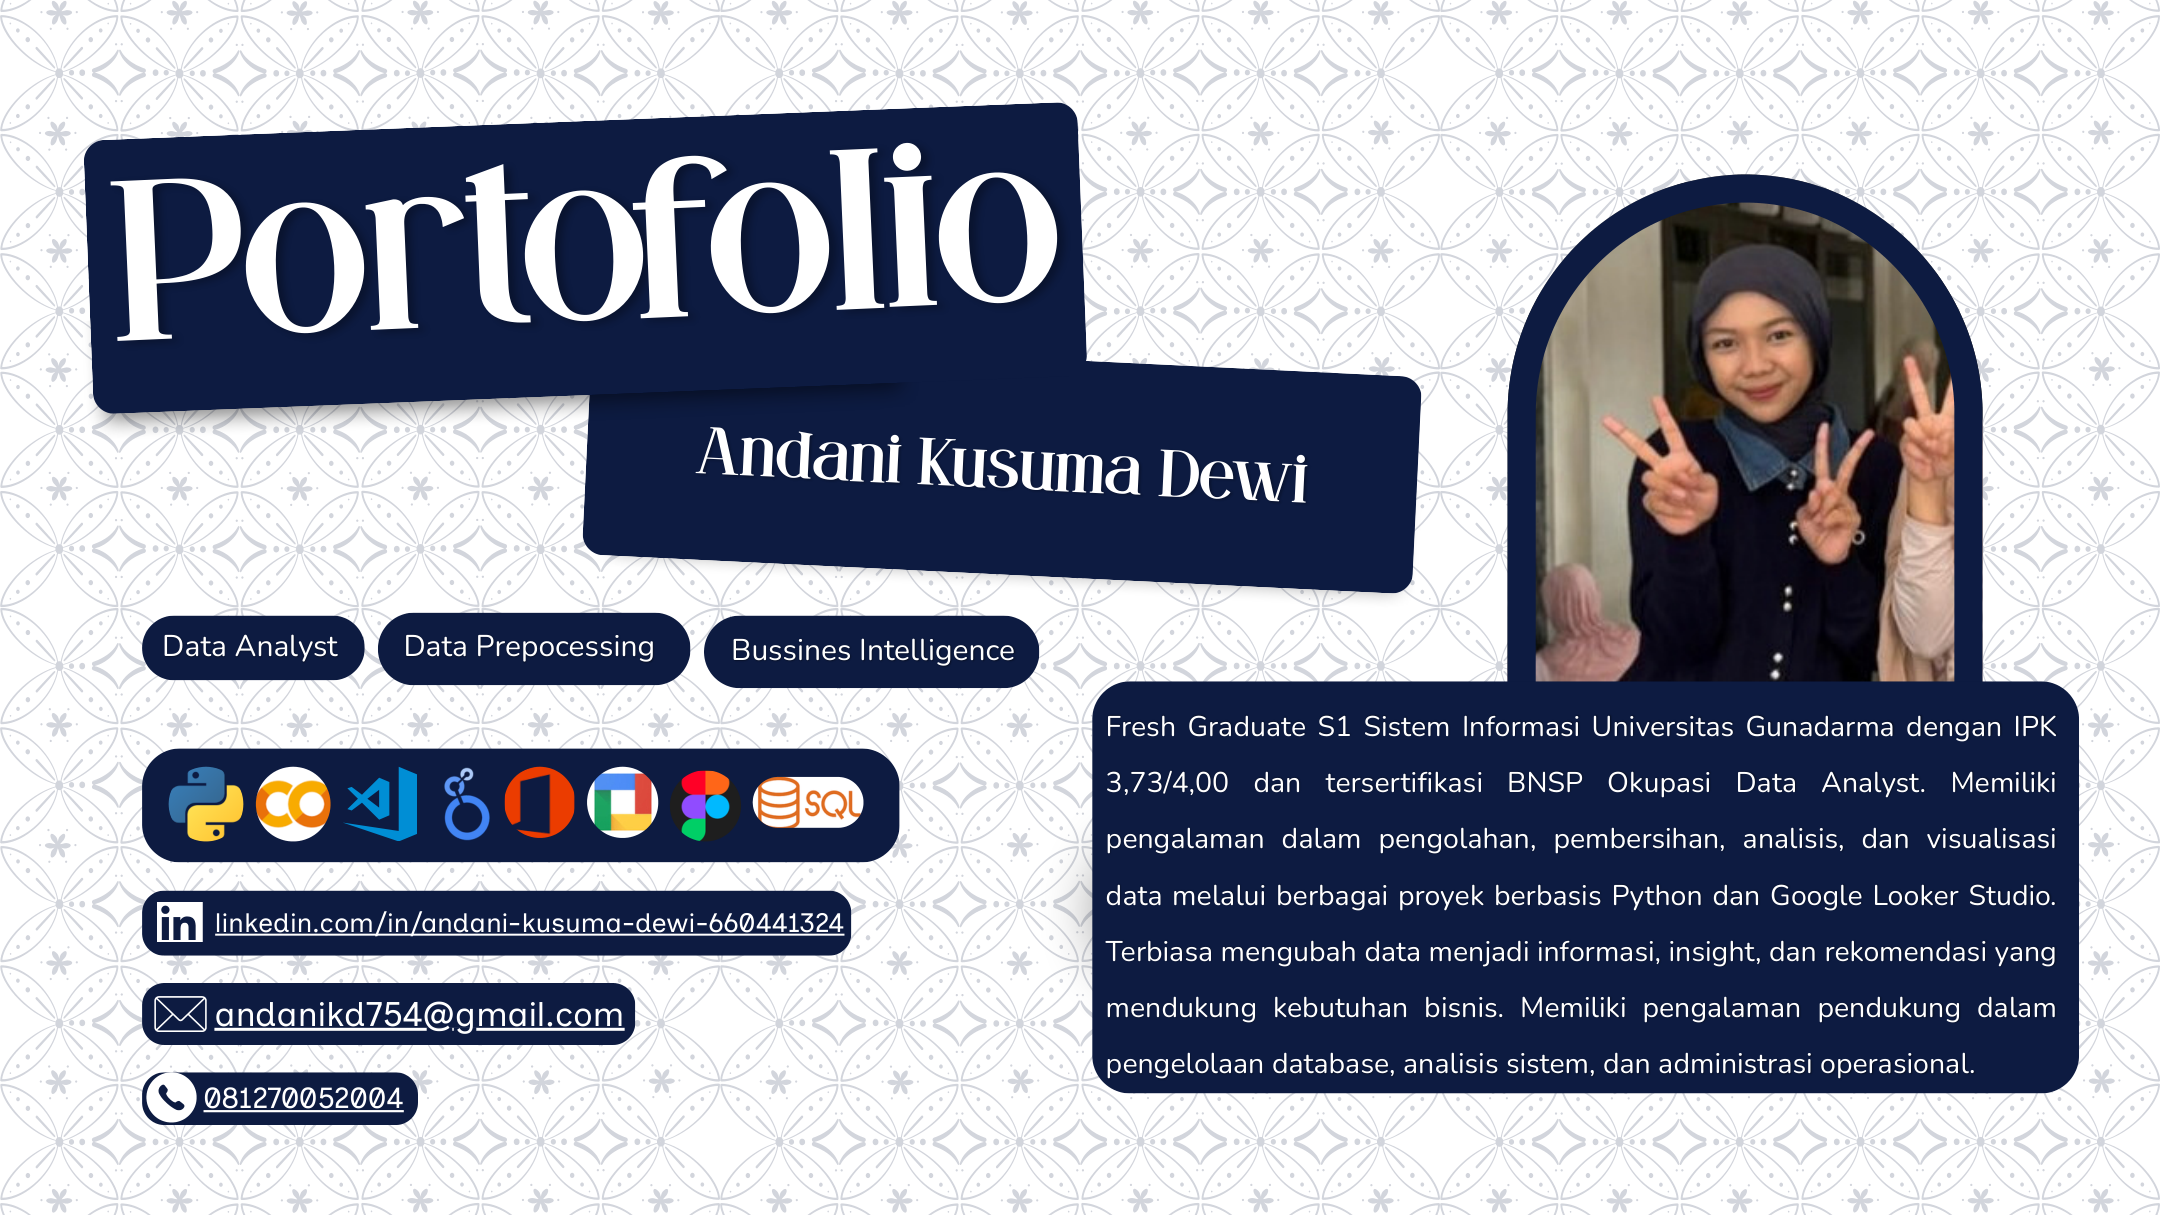 Portofolio
Andani Kusuma Dewi
Data Analyst
Data Prepocessing
Bussines Intelligence
SQL
in
linkedin.com/in/andani-kusuma-dewi-660441324
andanikd754@gmail.com
081270052004
Fresh Graduate S1 Sistem Informasi Universitas Gunadarma dengan IPK
3,73/4,00 dan tersertifikasi BNSP Okupasi Data Analyst. Memiliki
pengalaman dalam pengolahan, pembersihan, analisis, dan visualisasi
data melalui berbagai proyek berbasis Python dan Google Looker Studio.
Terbiasa mengubah data menjadi informasi, insight, dan rekomendasi yang
mendukung kebutuhan bisnis. Memiliki pengalaman pendukung dalam
pengelolaan database, analisis sistem, dan administrasi operasional.